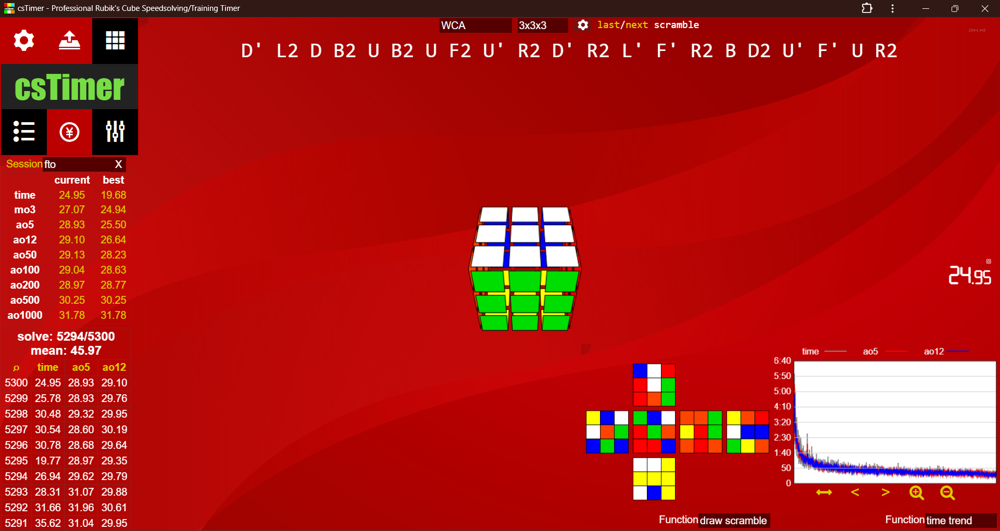 csTimer - Professional Rubik's Cube Speedsolving/Training Timer
WCA 3x3x3 last/next scramble
DW4.ME
D' L2 D B2 U B2 U F2 U' R2 D' R2 L' F' R2 B D2 U' F' U R2
csTimer
Session fto X
current best
time 24.95 19.68
mo3 27.07 24.94
ao5 28.93 25.50
ao12 29.10 26.64
ao50 29.13 28.23
ao100 29.04 28.63
ao200 28.97 28.77
ao500 30.25 30.25
ao1000 31.78 31.78
solve: 5294/5300
mean: 45.97
time ao5 ao12
5300 24.95 28.93 29.10
5299 25.78 28.93 29.76
5298 30.48 29.32 29.95
5297 30.54 28.60 30.19
5296 30.78 28.68 29.64
5295 19.77 28.97 29.35
5294 26.94 29.62 29.79
5293 28.31 31.07 29.88
5292 31.66 31.96 30.61
5291 35.62 31.04 29.95
24.95
time ao5 ao12
6:40
5:50
5:00
4:10
3:20
2:30
1:40
50
0
< >
Function draw scramble
Function time trend